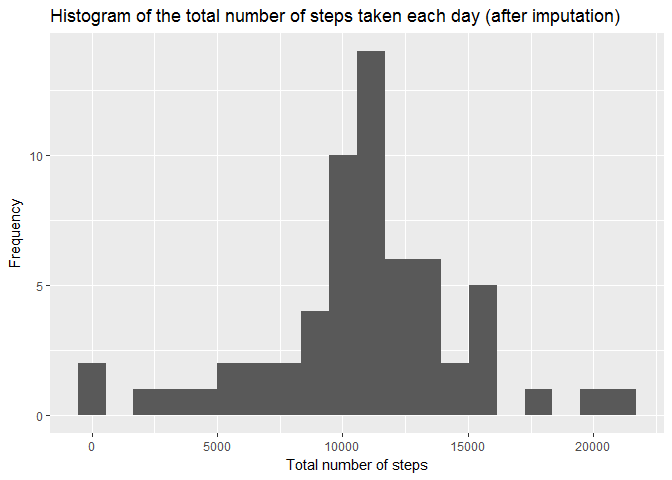 Histogram of the total number of steps taken each day (after imputation)
Frequency
10
5
0
0 5000 10000 15000 20000
Total number of steps